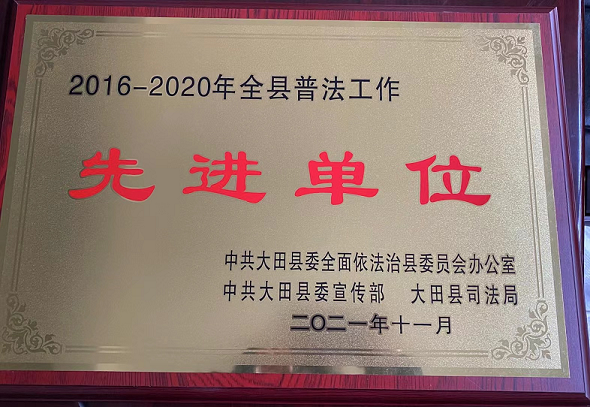 2016-2020年全县普法工作
先进单位
中共大田县委全面依法治县委员会办公室
中共大田县委宣传部 大田县司法局
二〇二一年十一月